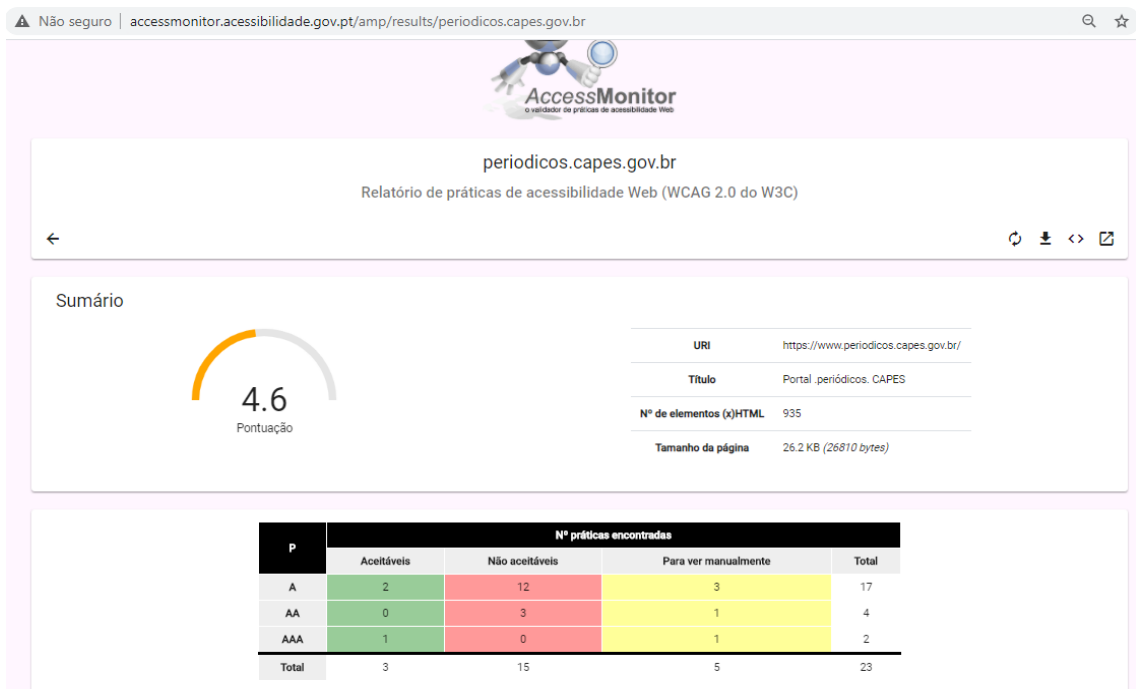 Não seguro accessmonitor.acessibilidade.gov.pt/amp/results/periodicos.capes.gov.br
AccessMonitor
o validador de práticas de acessibilidade Web
periodicos.capes.gov.br
Relatório de práticas de acessibilidade Web (WCAG 2.0 do W3C)
Sumário
4.6
Pontuação
URI https://www.periodicos.capes.gov.br/
Título Portal .periódicos. CAPES
Nº de elementos (x)HTML 935
Tamanho da página 26.2 KB (26810 bytes)
P Nº práticas encontradas
Aceitáveis Não aceitáveis Para ver manualmente Total
A 2 12 3 17
AA 0 3 1 4
AAA 1 0 1 2
Total 3 15 5 23